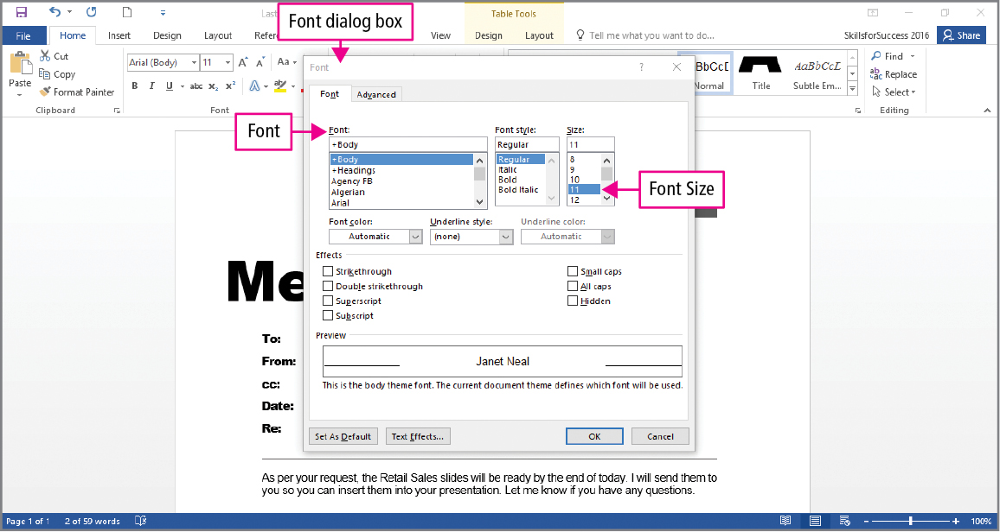 Last
Font dialog box
Table Tools
File Home Insert Design Layout Refer View Design Layout Tell me what you want to do... SkillsforSuccess 2016 Share
Paste
Cut
Copy
Format Painter
Clipboard
Arial (Body) 11 A A Aa
B I U abc x2 x2 A aby
Font
BbCcD
Normal
Title
AaBbCcL
Subtle Em...
Find
Replace
Select
Editing
Font ?
Font Advanced
Font
Font: Font style: Size:
+Body Regular 11
+Body Regular 8
+Headings Italic 9
Agency FB Bold 10
Algerian Bold Italic 11
Arial 12
Font Size
Font color: Underline style: Underline color:
Automatic (none) Automatic
Effects
Strikethrough Small caps
Double strikethrough All caps
Superscript Hidden
Subscript
Preview
Janet Neal
This is the body theme font. The current document theme defines which font will be used.
Set As Default Text Effects... OK Cancel
Me
To:
From:
cc:
Date:
Re:
As per your request, the Retail Sales slides will be ready by the end of today. I will send them to
you so you can insert them into your presentation. Let me know if you have any questions.
Page 1 of 1 2 of 59 words 100%